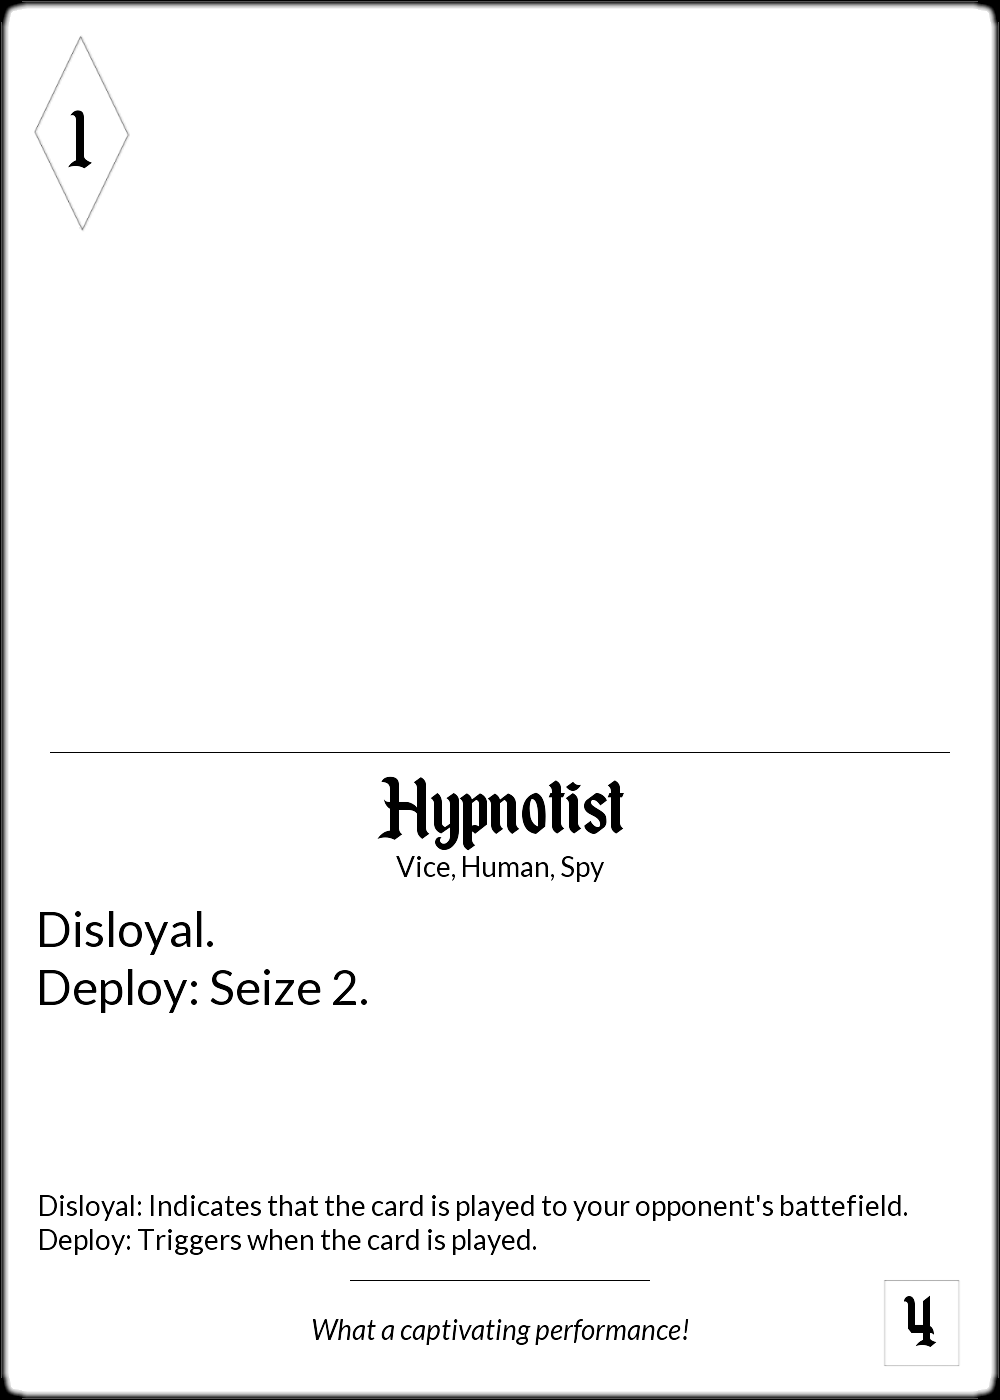 1
Hypnotist
Vice, Human, Spy
Disloyal.
Deploy: Seize 2.
Disloyal: Indicates that the card is played to your opponent's battefield.
Deploy: Triggers when the card is played.
What a captivating performance!
4